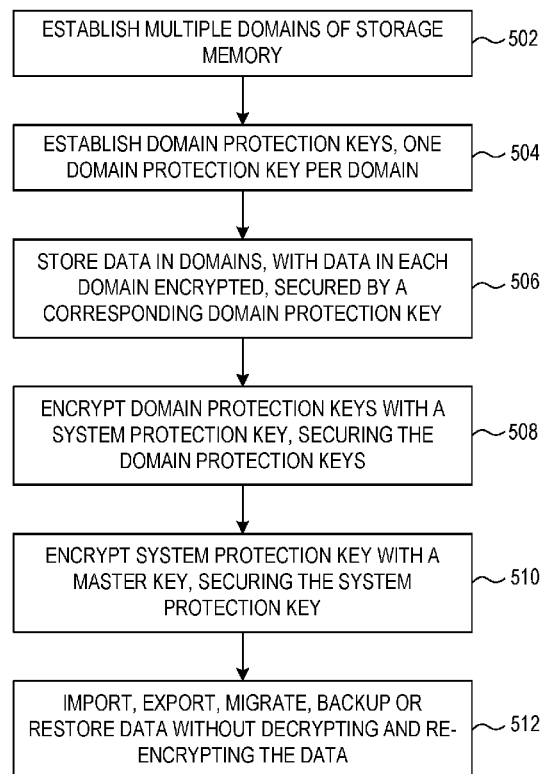 ESTABLISH MULTIPLE DOMAINS OF STORAGE
MEMORY
502
ESTABLISH DOMAIN PROTECTION KEYS, ONE
DOMAIN PROTECTION KEY PER DOMAIN
504
STORE DATA IN DOMAINS, WITH DATA IN EACH
DOMAIN ENCRYPTED, SECURED BY A
CORRESPONDING DOMAIN PROTECTION KEY
506
ENCRYPT DOMAIN PROTECTION KEYS WITH A
SYSTEM PROTECTION KEY, SECURING THE
DOMAIN PROTECTION KEYS
508
ENCRYPT SYSTEM PROTECTION KEY WITH A
MASTER KEY, SECURING THE SYSTEM
PROTECTION KEY
510
IMPORT, EXPORT, MIGRATE, BACKUP OR
RESTORE DATA WITHOUT DECRYPTING AND RE-
ENCRYPTING THE DATA
512